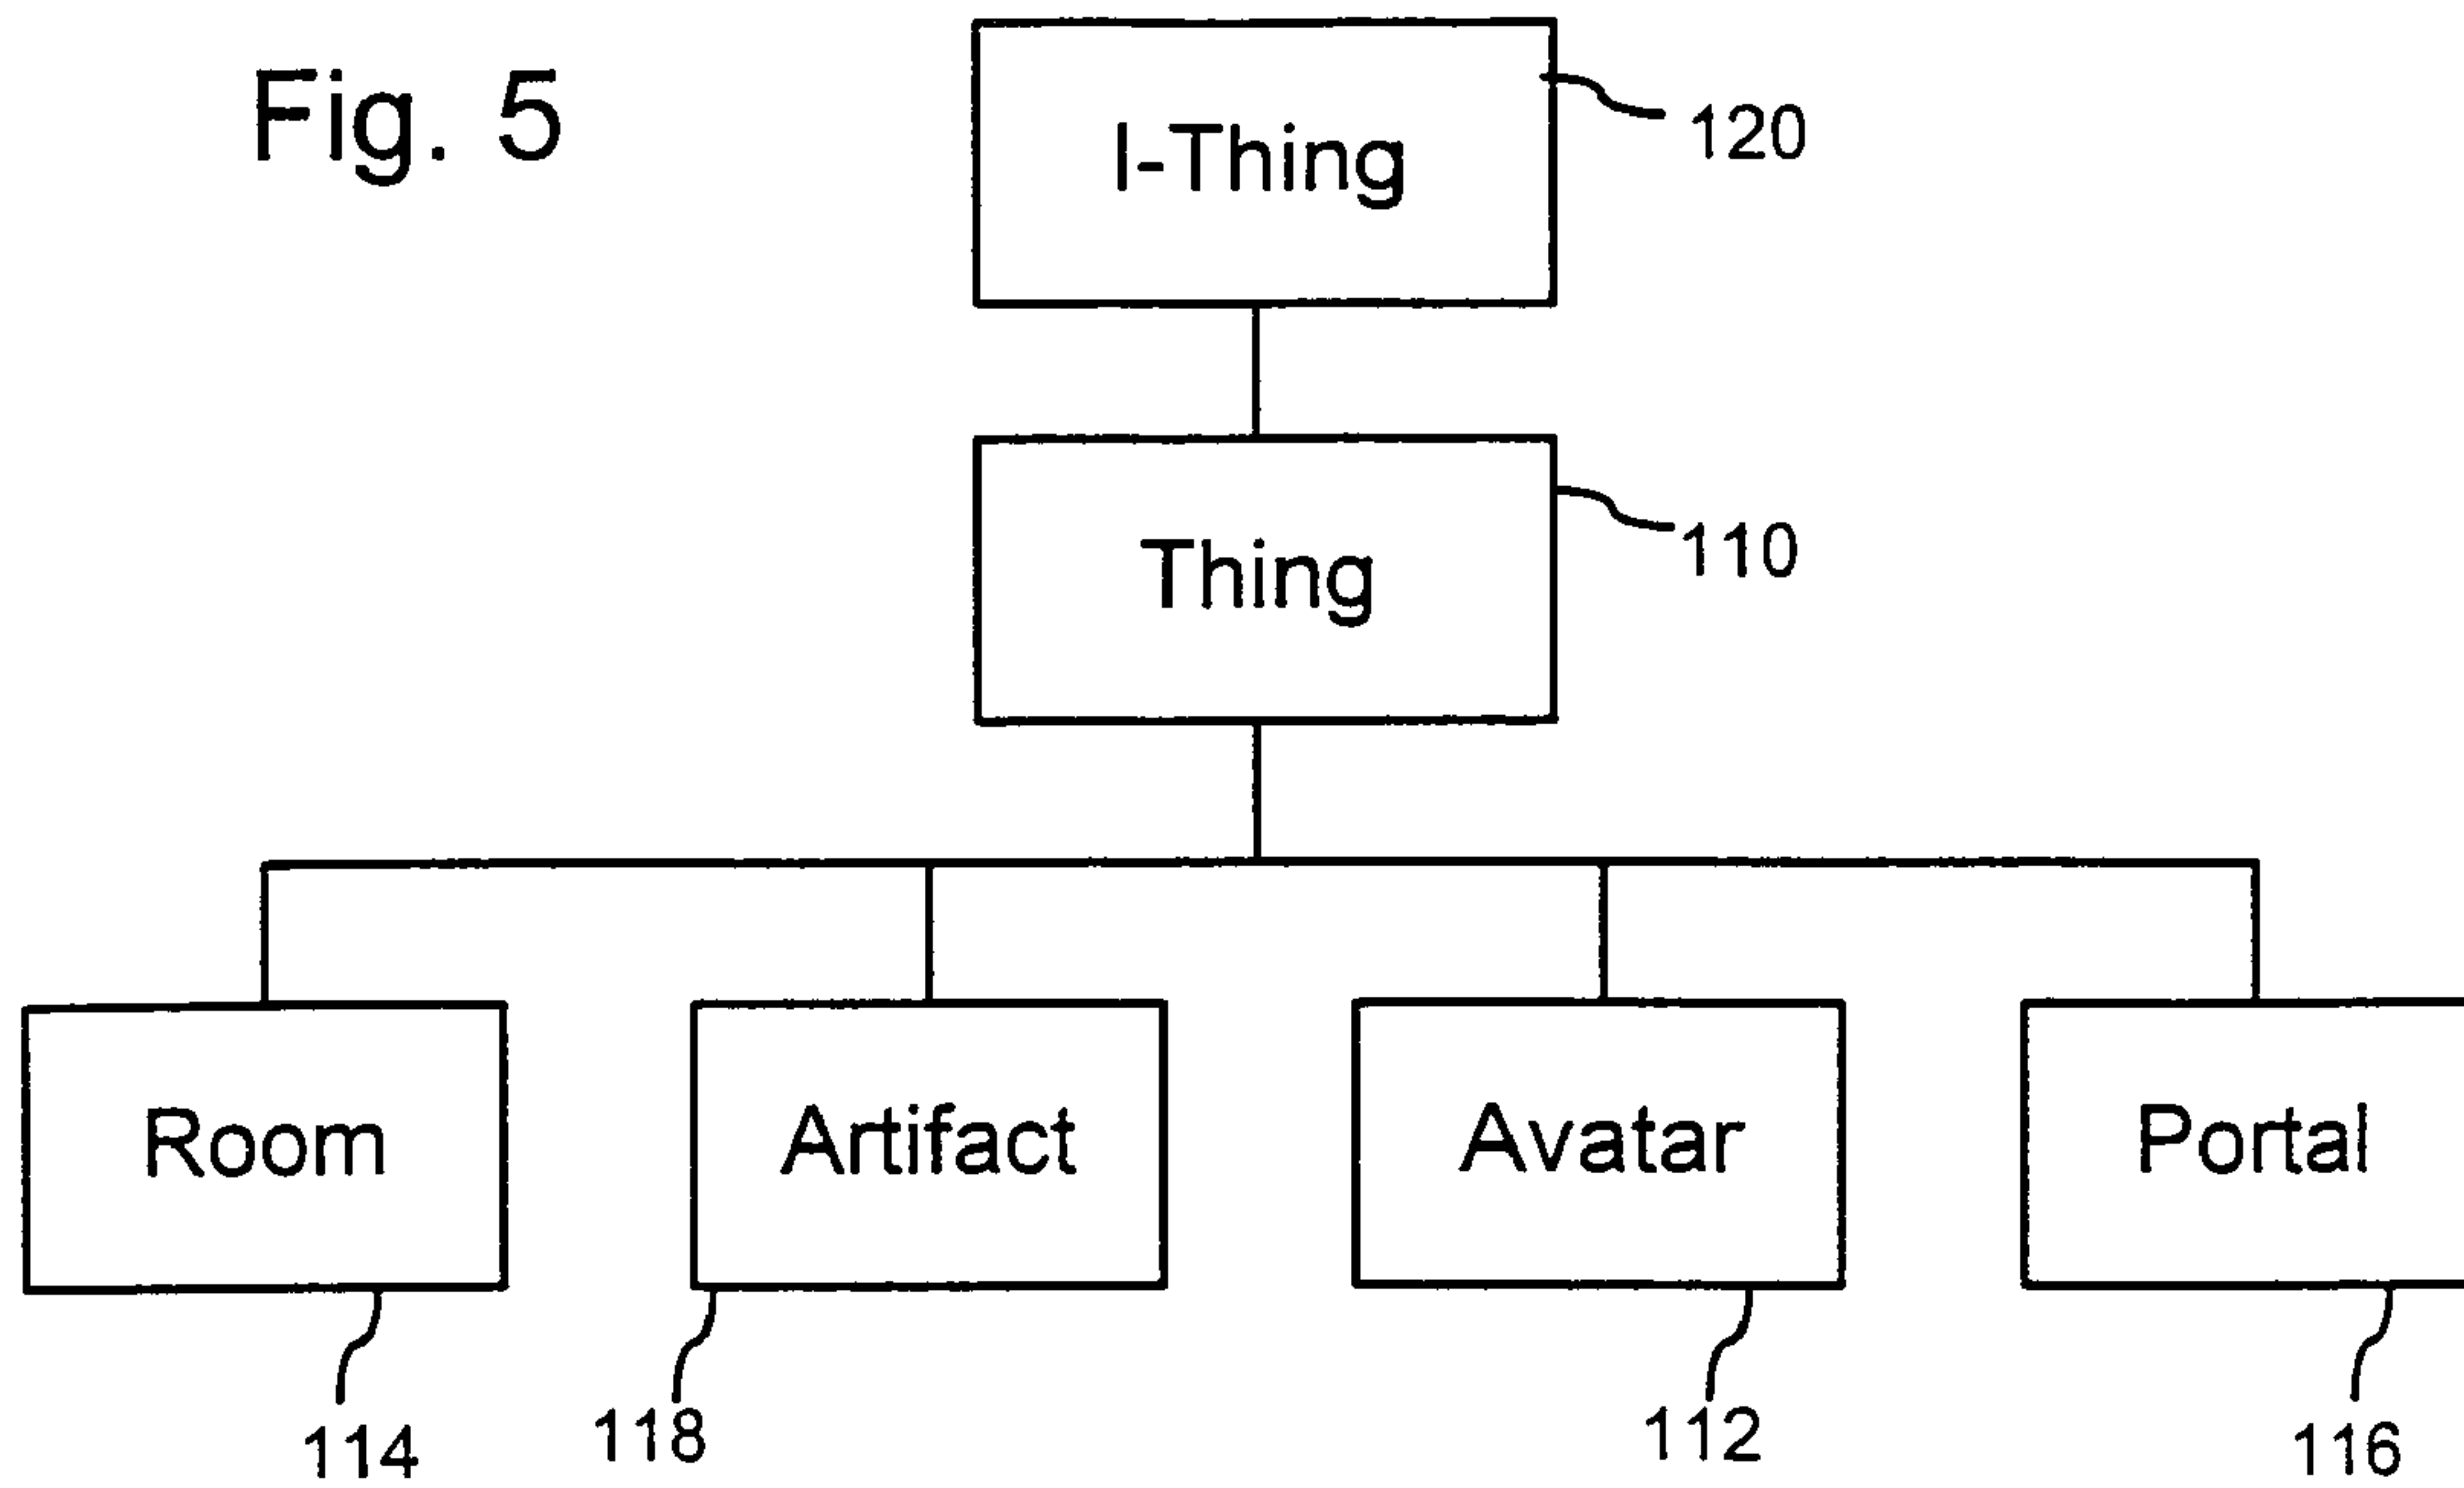 Fig. 5
I-Thing
120
Thing
110
Room
Artifact
Avatar
Portal
114
118
112
116